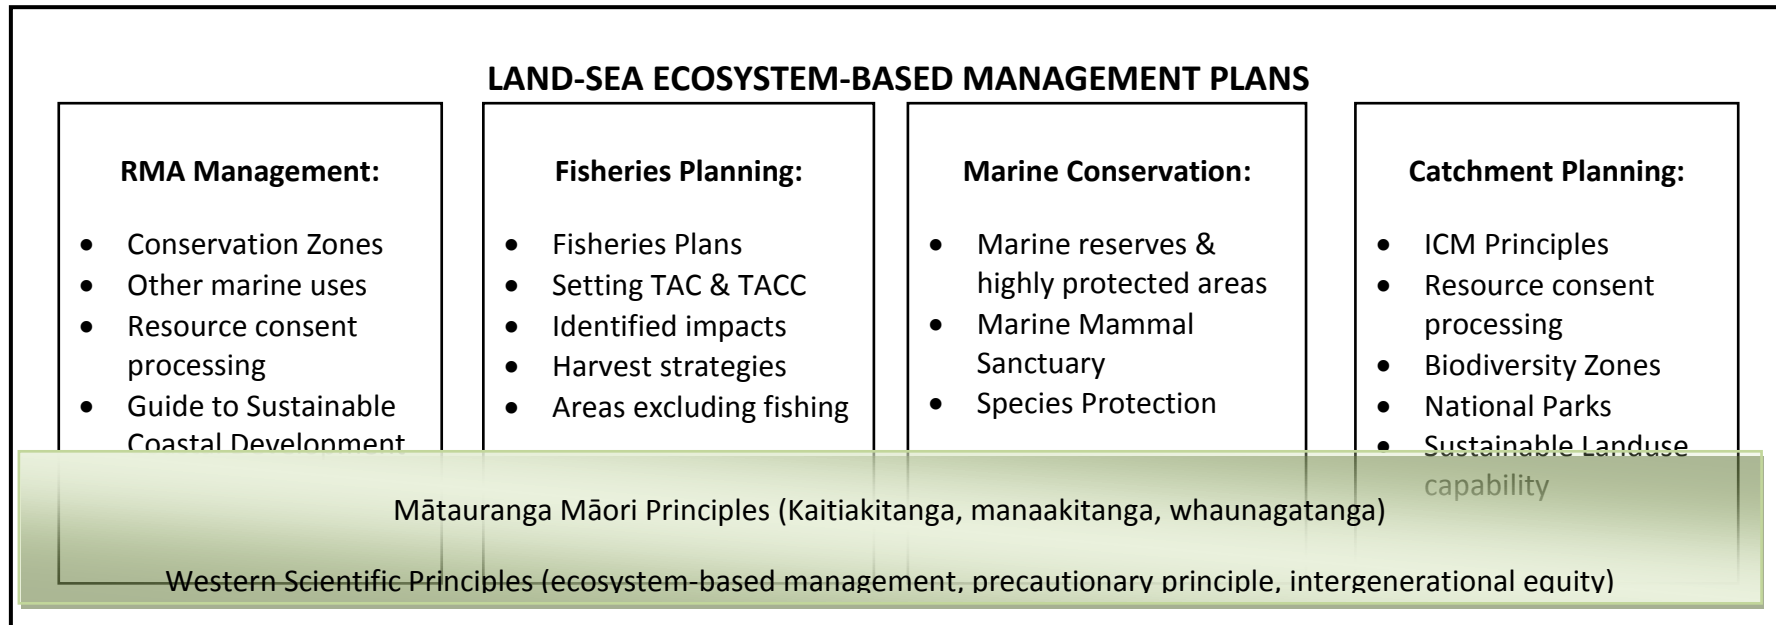 LAND-SEA ECOSYSTEM-BASED MANAGEMENT PLANS
RMA Management:
• Conservation Zones
• Other marine uses
• Resource consent
processing
• Guide to Sustainable
Coastal Development
Fisheries Planning:
• Fisheries Plans
• Setting TAC & TACC
• Identified impacts
• Harvest strategies
• Areas excluding fishing
Marine Conservation:
• Marine reserves &
highly protected areas
• Marine Mammal
Sanctuary
• Species Protection
Catchment Planning:
• ICM Principles
• Resource consent
processing
• Biodiversity Zones
• National Parks
• Sustainable Landuse
capability
Mātauranga Māori Principles (Kaitiakitanga, manaakitanga, whaunagatanga)
Western Scientific Principles (ecosystem-based management, precautionary principle, intergenerational equity)